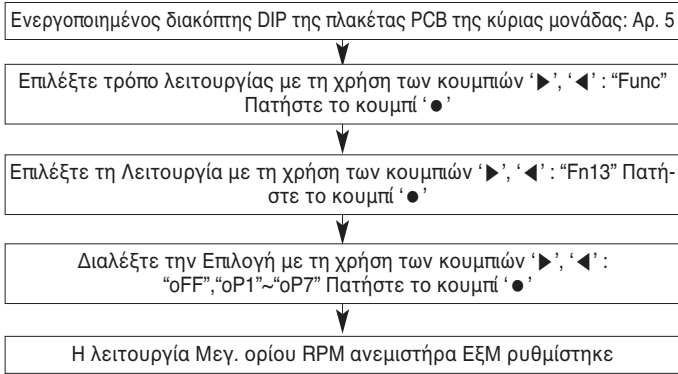 Ενεργοποιημένος διακόπτης DIP της πλακέτας PCB της κύριας μονάδας: Αρ. 5
Επιλέξτε τρόπο λειτουργίας με τη χρήση των κουμπιών ‘▶’, ‘◀’ : “Func”
Πατήστε το κουμπί ‘●’
Επιλέξτε τη Λειτουργία με τη χρήση των κουμπιών ‘▶’, ‘◀’ : “Fn13” Πατή-
στε το κουμπί ‘●’
Διαλέξτε την Επιλογή με τη χρήση των κουμπιών ‘▶’, ‘◀’ :
“oFF”,“oP1”~“oP7” Πατήστε το κουμπί ‘●’
Η λειτουργία Μεγ. ορίου RPM ανεμιστήρα ΕξΜ ρυθμίστηκε